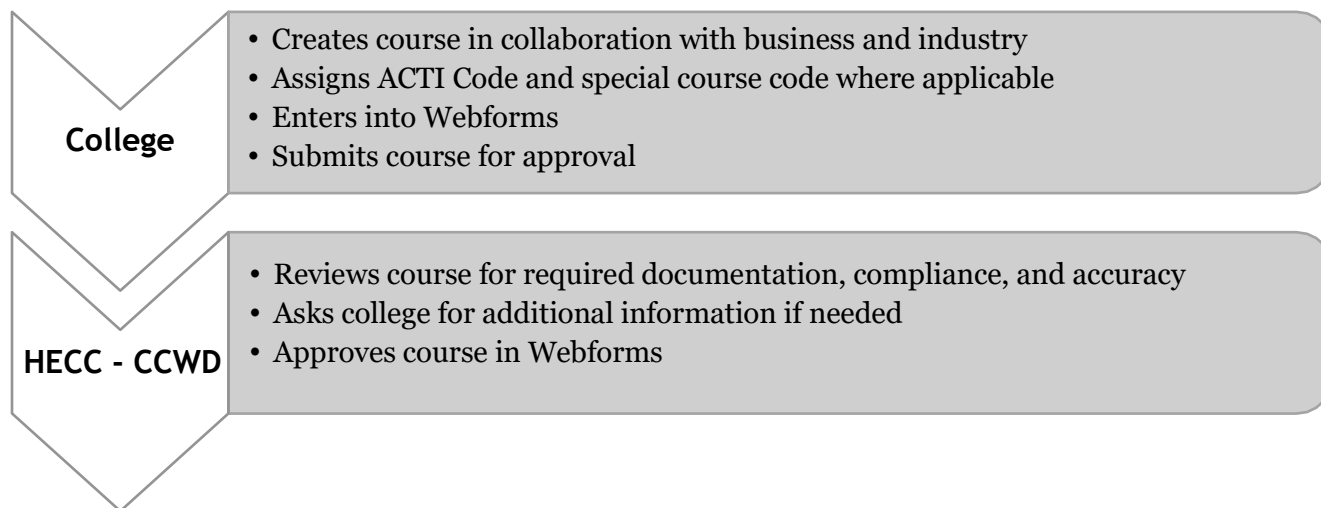 College
• Creates course in collaboration with business and industry
• Assigns ACTI Code and special course code where applicable
• Enters into Webforms
• Submits course for approval
HECC - CCWD
• Reviews course for required documentation, compliance, and accuracy
• Asks college for additional information if needed
• Approves course in Webforms